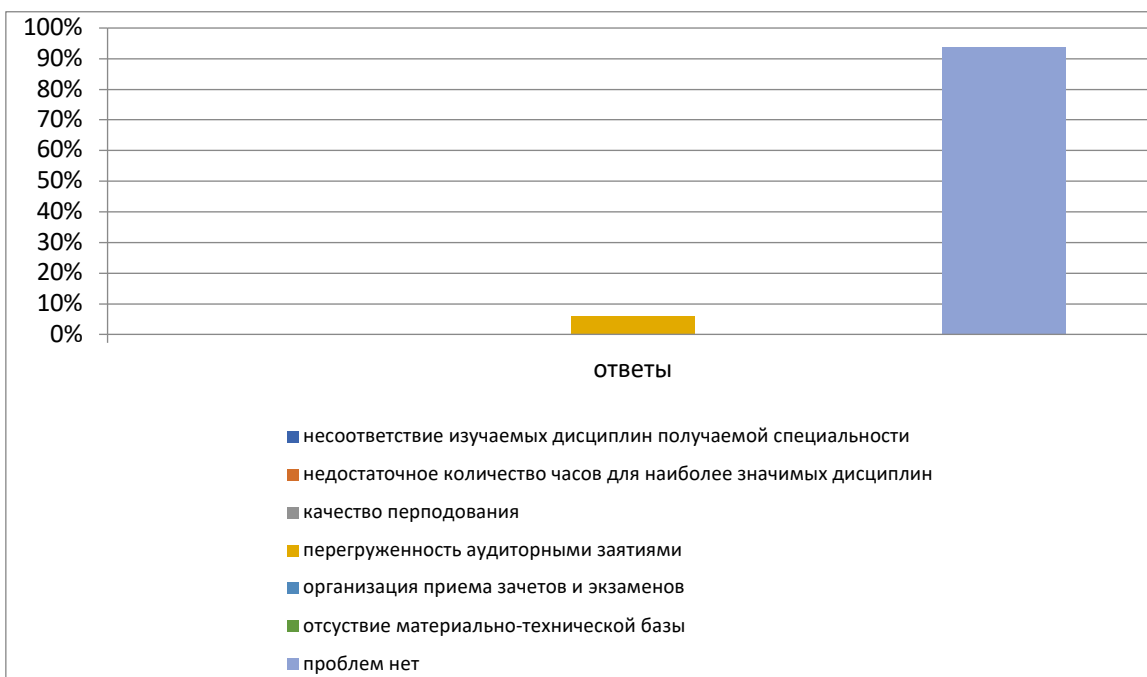 100%
90%
80%
70%
60%
50%
40%
30%
20%
10%
0%
ответы
несоответствие изучаемых дисциплин получаемой специальности
недостаточное количество часов для наиболее значимых дисциплин
качество перподования
перегруженность аудиторными заятиями
организация приема зачетов и экзаменов
отсуствие материально-технической базы
проблем нет